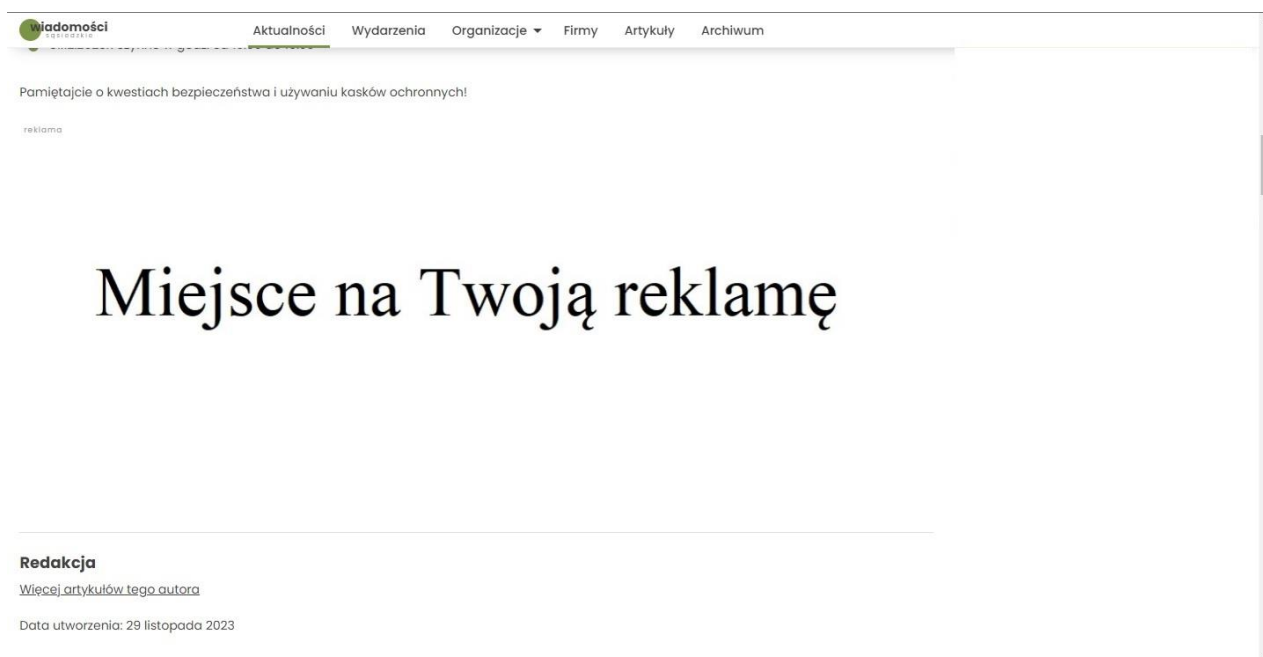 wiadomości
sąsiedzkie
Aktualności Wydarzenia Organizacje Firmy Artykuły Archiwum
Pamiętajcie o kwestiach bezpieczeństwa i używaniu kasków ochronnych!
reklama
Miejsce na Twoją reklamę
Redakcja
Więcej artykułów tego autora
Data utworzenia: 29 listopada 2023